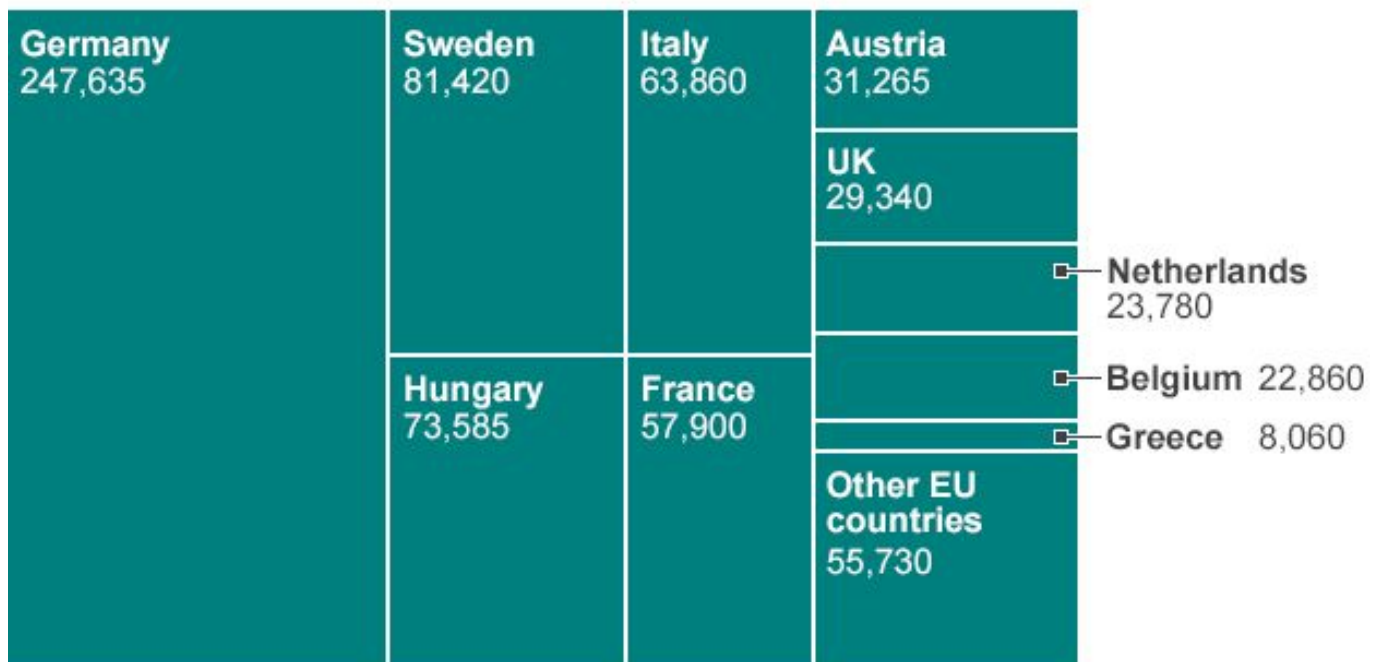 Germany
247,635
Sweden
81,420
Italy
63,860
Austria
31,265
UK
29,340
Netherlands
23,780
Belgium 22,860
Greece 8,060
Hungary
73,585
France
57,900
Other EU
countries
55,730